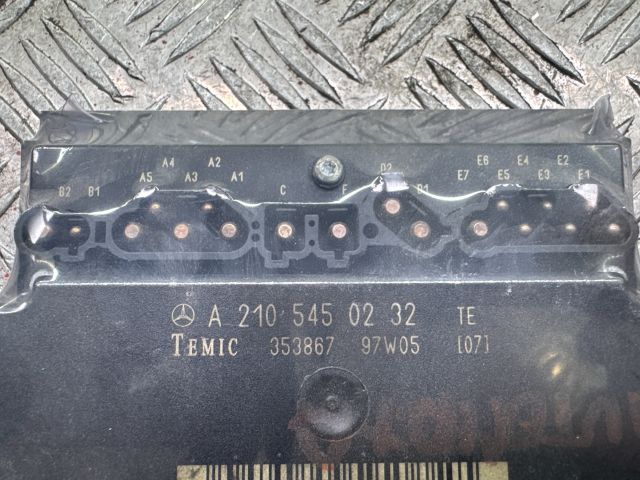 A4 A2 D2 E6 E4 E2
B2 B1 A5 A3 A1 C F D1 E7 E5 E3 E1
A 210 545 02 32 TE
TEMIC 353867 97W05 [07]